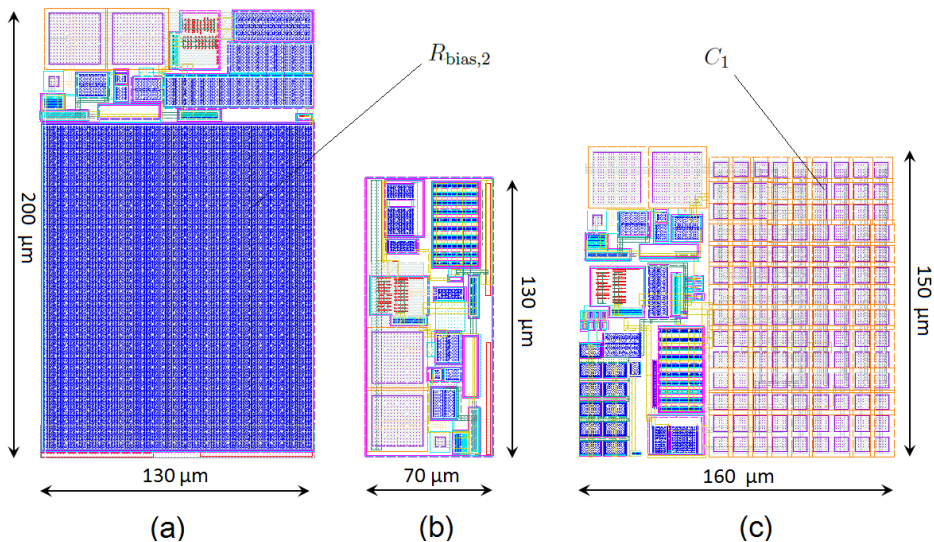 R_bias,2
C_1
200 µm
130 µm
150 µm
130 µm
70 µm
160 µm
(a)
(b)
(c)